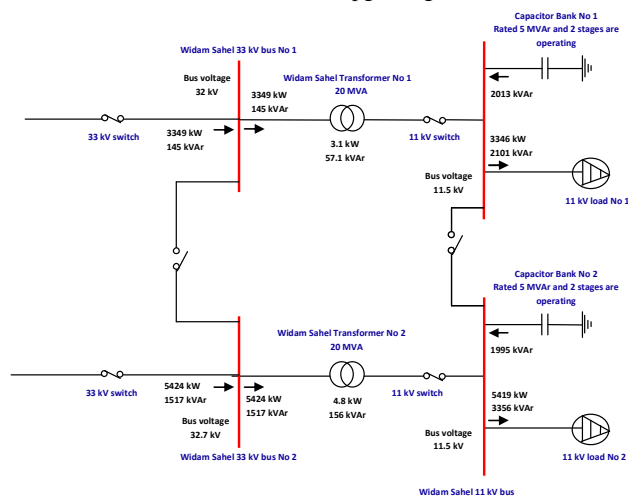 Capacitor Bank No 1
Rated 5 MVAr and 2 stages are
operating
Widam Sahel 33 kV bus No 1
Bus voltage
32 kV
3349 kW
145 kVAr
Widam Sahel Transformer No 1
20 MVA
2013 kVAr
33 kV switch
3349 kW
145 kVAr
3.1 kW
57.1 kVAr
11 kV switch
3346 kW
2101 kVAr
Bus voltage
11.5 kV
11 kV load No 1
Capacitor Bank No 2
Rated 5 MVAr and 2 stages are
operating
Widam Sahel Transformer No 2
20 MVA
1995 kVAr
33 kV switch
5424 kW
1517 kVAr
5424 kW
1517 kVAr
4.8 kW
156 kVAr
11 kV switch
5419 kW
3356 kVAr
Bus voltage
32.7 kV
Bus voltage
11.5 kV
Widam Sahel 33 kV bus No 2
11 kV load No 2
Widam Sahel 11 kV bus